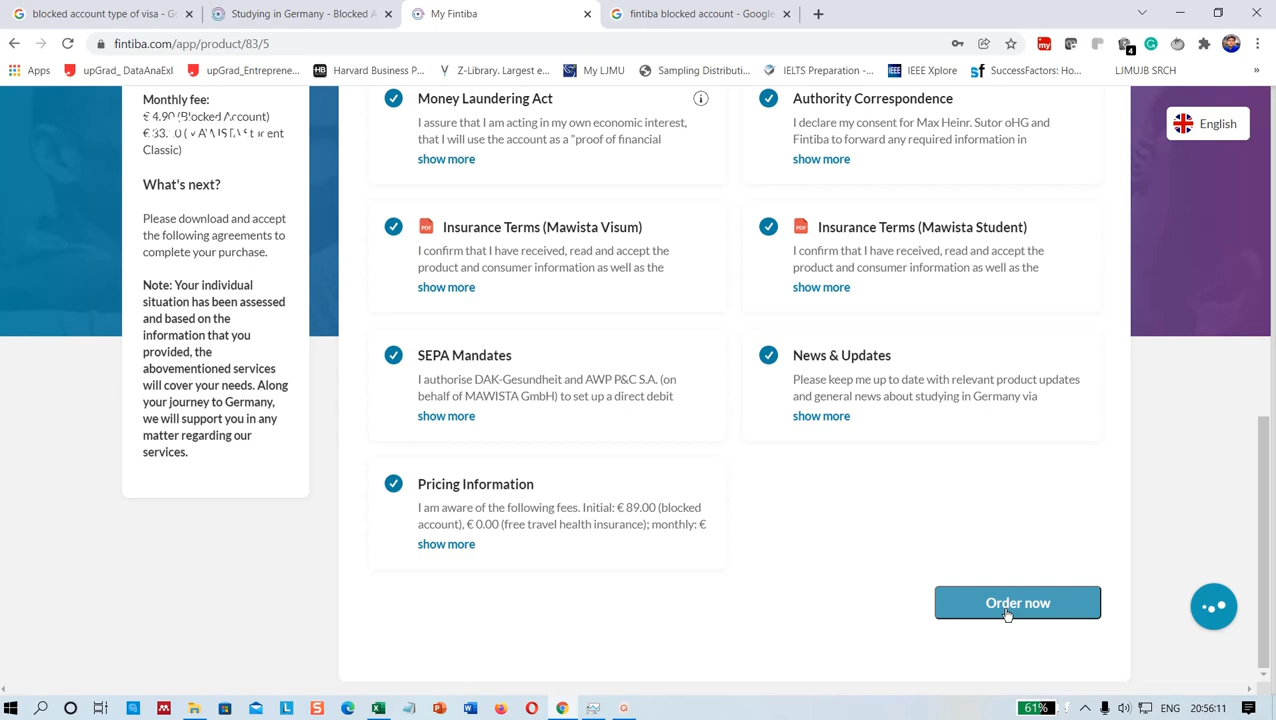 blocked account type of visa - Go
Studying in Germany - Blocked A
My Fintiba
fintiba blocked account - Google
fintiba.com/app/product/83/5
Apps
upGrad_ DataAnaExl
upGrad_Entreprene...
Harvard Business P...
Z-Library. Largest e...
My LJMU
Sampling Distributi...
IELTS Preparation -...
IEEE Xplore
SuccessFactors: Ho...
LJMUJB SRCH
Monthly fee:
€ 4.90 (Blocked Account)
Classic)
What's next?
Please download and accept
the following agreements to
complete your purchase.
Note: Your individual
situation has been assessed
and based on the
information that you
provided, the
abovementioned services
will cover your needs. Along
your journey to Germany,
we will support you in any
matter regarding our
services.
Money Laundering Act
I assure that I am acting in my own economic interest,
that I will use the account as a "proof of financial
show more
Authority Correspondence
I declare my consent for Max Heinr. Sutor oHG and
Fintiba to forward any required information in
show more
English
Insurance Terms (Mawista Visum)
I confirm that I have received, read and accept the
product and consumer information as well as the
show more
Insurance Terms (Mawista Student)
I confirm that I have received, read and accept the
product and consumer information as well as the
show more
SEPA Mandates
I authorise DAK-Gesundheit and AWP P&C S.A. (on
behalf of MAWISTA GmbH) to set up a direct debit
show more
News & Updates
Please keep me up to date with relevant product updates
and general news about studying in Germany via
show more
Pricing Information
I am aware of the following fees. Initial: € 89.00 (blocked
account), € 0.00 (free travel health insurance); monthly: €
show more
Order now
61%
ENG
20:56:11